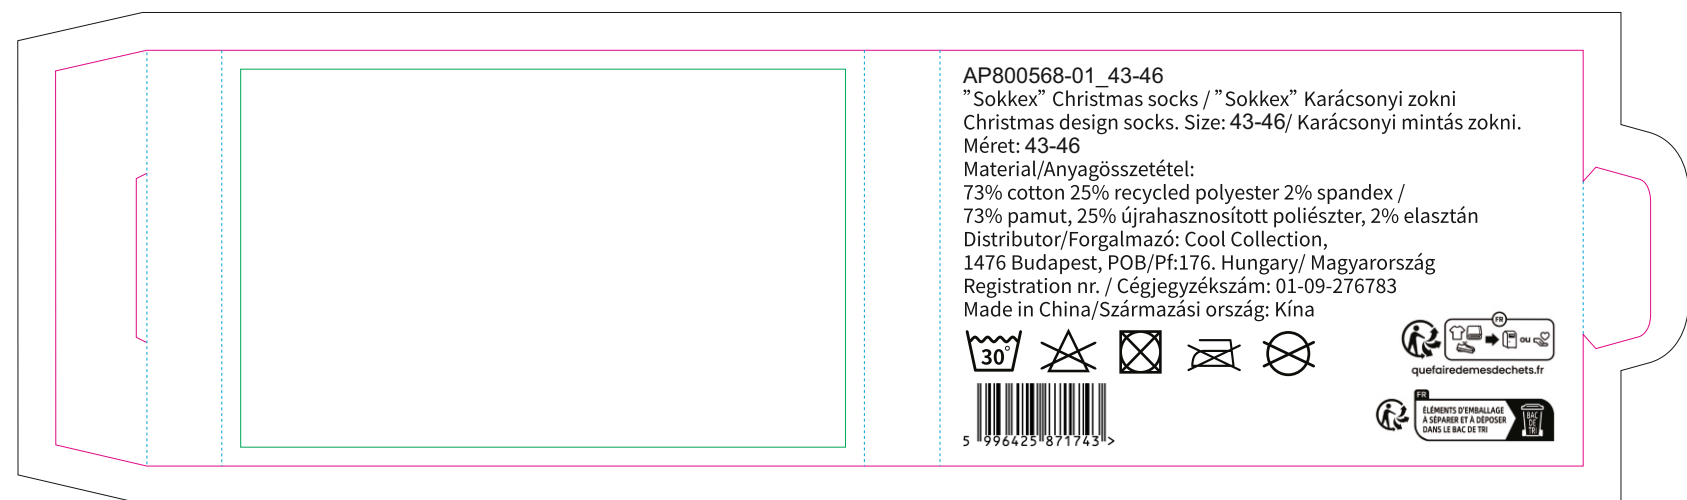 AP800568-01_43-46
”Sokkex” Christmas socks / ”Sokkex” Karácsonyi zokni
Christmas design socks. Size: 43-46/ Karácsonyi mintás zokni.
Méret: 43-46
Material/Anyagösszetétel:
73% cotton 25% recycled polyester 2% spandex /
73% pamut, 25% újrahasznosított poliészter, 2% elasztán
Distributor/Forgalmazó: Cool Collection,
1476 Budapest, POB/Pf:176. Hungary/ Magyarország
Registration nr. / Cégjegyzékszám: 01-09-276783
Made in China/Származási ország: Kína
30°
FR
ou
quefairedemesdechets.fr
5 996425 871743 >
FR
ÉLÉMENTS D'EMBALLAGE
À SÉPARER ET À DÉPOSER
DANS LE BAC DE TRI
BAC
DE
TRI